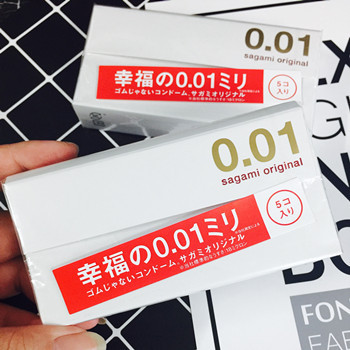 0.01
sagami original
幸福の0.01ミリ
ゴムじゃないコンドーム、サガミオリジナル
5コ
入り
0.01
sagami original
幸福の0.01ミリ
ゴムじゃないコンドーム、サガミオリジナル
5コ
入り
FON